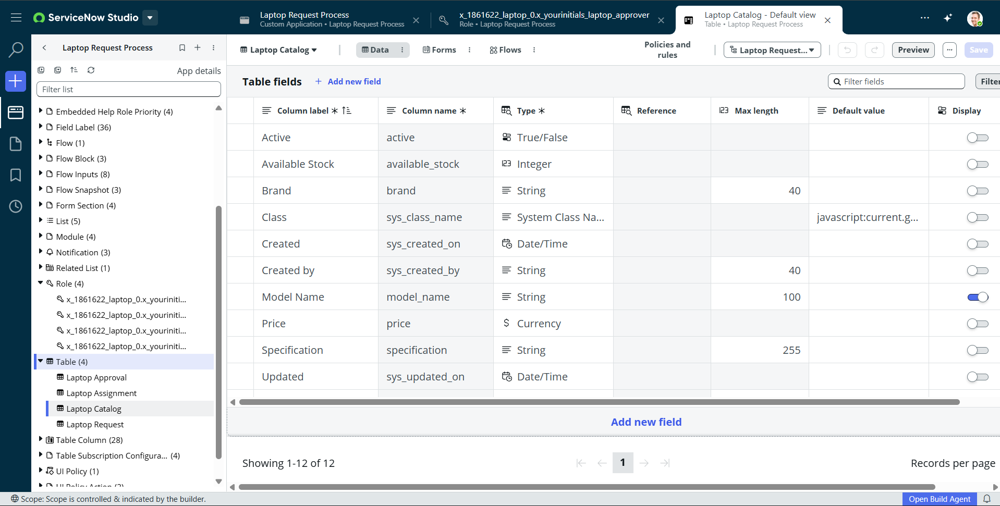 ServiceNow Studio
Laptop Request Process
Custom Application • Laptop Request Process
x_1861622_laptop_0.x_yourinitials_laptop_approver
Role • Laptop Request Process
Laptop Catalog - Default view
Table • Laptop Request Process
Laptop Request Process
App details
Filter list
Embedded Help Role Priority (4)
Field Label (36)
Flow (1)
Flow Block (3)
Flow Inputs (8)
Flow Snapshot (3)
Form Section (4)
List (5)
Module (4)
Notification (3)
Related List (1)
Role (4)
x_1861622_laptop_0.x_youriniti...
x_1861622_laptop_0.x_youriniti...
x_1861622_laptop_0.x_youriniti...
x_1861622_laptop_0.x_youriniti...
Table (4)
Laptop Approval
Laptop Assignment
Laptop Catalog
Laptop Request
Table Column (28)
Table Subscription Configura... (4)
UI Policy (1)
UI Policy Action (2)
Laptop Catalog
Data
Forms
Flows
Policies and
rules
Laptop Request...
Preview
Save
Table fields
+ Add new field
Filter fields
Filter
Column label * Column name * Type * Reference Max length Default value Display
Active active True/False
Available Stock available_stock Integer
Brand brand String 40
Class sys_class_name System Class Na... javascript:current.g...
Created sys_created_on Date/Time
Created by sys_created_by String 40
Model Name model_name String 100
Price price $ Currency
Specification specification String 255
Updated sys_updated_on Date/Time
Add new field
Showing 1-12 of 12
1
Records per page
Scope: Scope is controlled & indicated by the builder.
Open Build Agent